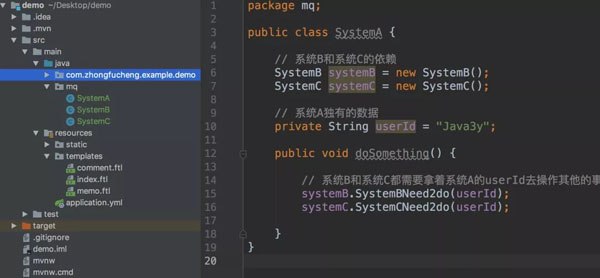 demo ~/Desktop/demo
.idea
.mvn
src
main
java
com.zhongfucheng.example.demo
mq
SystemA
SystemB
SystemC
resources
static
templates
comment.ftl
index.ftl
memo.ftl
application.yml
test
target
.gitignore
demo.iml
mvnw
mvnw.cmd
1 package mq;
2
3 public class SystemA {
4
5 // 系统B和系统C的依赖
6 SystemB systemB = new SystemB();
7 SystemC systemC = new SystemC();
8
9 // 系统A独有的数据
10 private String userId = "Java3y";
11
12 public void doSomething() {
13
14 // 系统B和系统C都需要拿着系统A的userId去操作其他的事
15 systemB.SystemBNeed2do(userId);
16 systemC.SystemCNeed2do(userId);
17
18 }
19 }
20